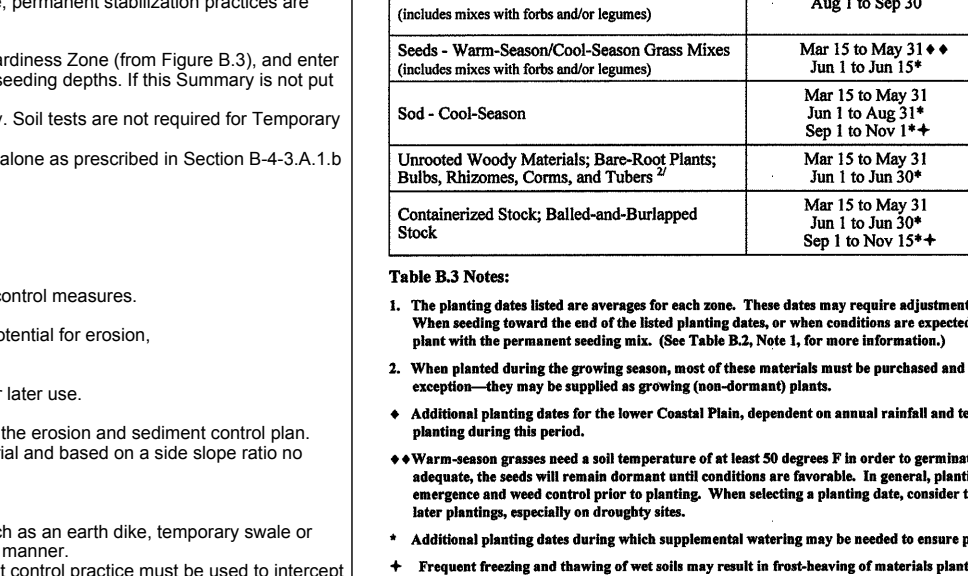 , permanent stabilization practices are
ardiness Zone (from Figure B.3), and enter
seeding depths. If this Summary is not put
y. Soil tests are not required for Temporary
alone as prescribed in Section B-4-3.A.1.b
control measures.
otential for erosion,
r later use.
the erosion and sediment control plan.
ial and based on a side slope ratio no
ch as an earth dike, temporary swale or
manner.
t control practice must be used to intercept
(includes mixes with forbs and/or legumes)
Aug 1 to Sep 30
Seeds - Warm-Season/Cool-Season Grass Mixes
(includes mixes with forbs and/or legumes)
Mar 15 to May 31♦♦
Jun 1 to Jun 15*
Sod - Cool-Season
Mar 15 to May 31
Jun 1 to Aug 31*
Sep 1 to Nov 1*+
Unrooted Woody Materials; Bare-Root Plants;
Bulbs, Rhizomes, Corms, and Tubers 2/
Mar 15 to May 31
Jun 1 to Jun 30*
Containerized Stock; Balled-and-Burlapped
Stock
Mar 15 to May 31
Jun 1 to Jun 30*
Sep 1 to Nov 15*+
Table B.3 Notes:
1. The planting dates listed are averages for each zone. These dates may require adjustment
When seeding toward the end of the listed planting dates, or when conditions are expected
plant with the permanent seeding mix. (See Table B.2, Note 1, for more information.)
2. When planted during the growing season, most of these materials must be purchased and
exception—they may be supplied as growing (non-dormant) plants.
♦ Additional planting dates for the lower Coastal Plain, dependent on annual rainfall and te
planting during this period.
♦♦Warm-season grasses need a soil temperature of at least 50 degrees F in order to germinat
adequate, the seeds will remain dormant until conditions are favorable. In general, planti
emergence and weed control prior to planting. When selecting a planting date, consider t
later plantings, especially on droughty sites.
* Additional planting dates during which supplemental watering may be needed to ensure p
+ Frequent freezing and thawing of wet soils may result in frost-heaving of materials plant